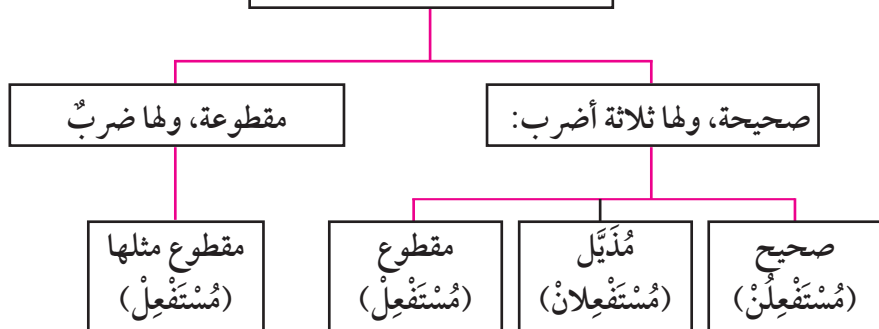 صحيحة، ولها ثلاثة أضرب:
مقطوعة، ولها ضربٌ
صحيح
(مُسْتَفْعِلُنْ)
مُذَيَّل
(مُسْتَفْعِلانْ)
مقطوع
(مُسْتَفْعِلْ)
مقطوع مثلها
(مُسْتَفْعِلْ)